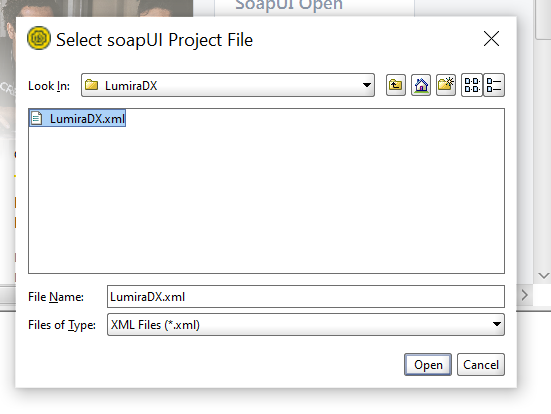 SoapUI Open
Select soapUI Project File
Look In: LumiraDX
LumiraDX.xml
File Name: LumiraDX.xml
Files of Type: XML Files (*.xml)
Open Cancel